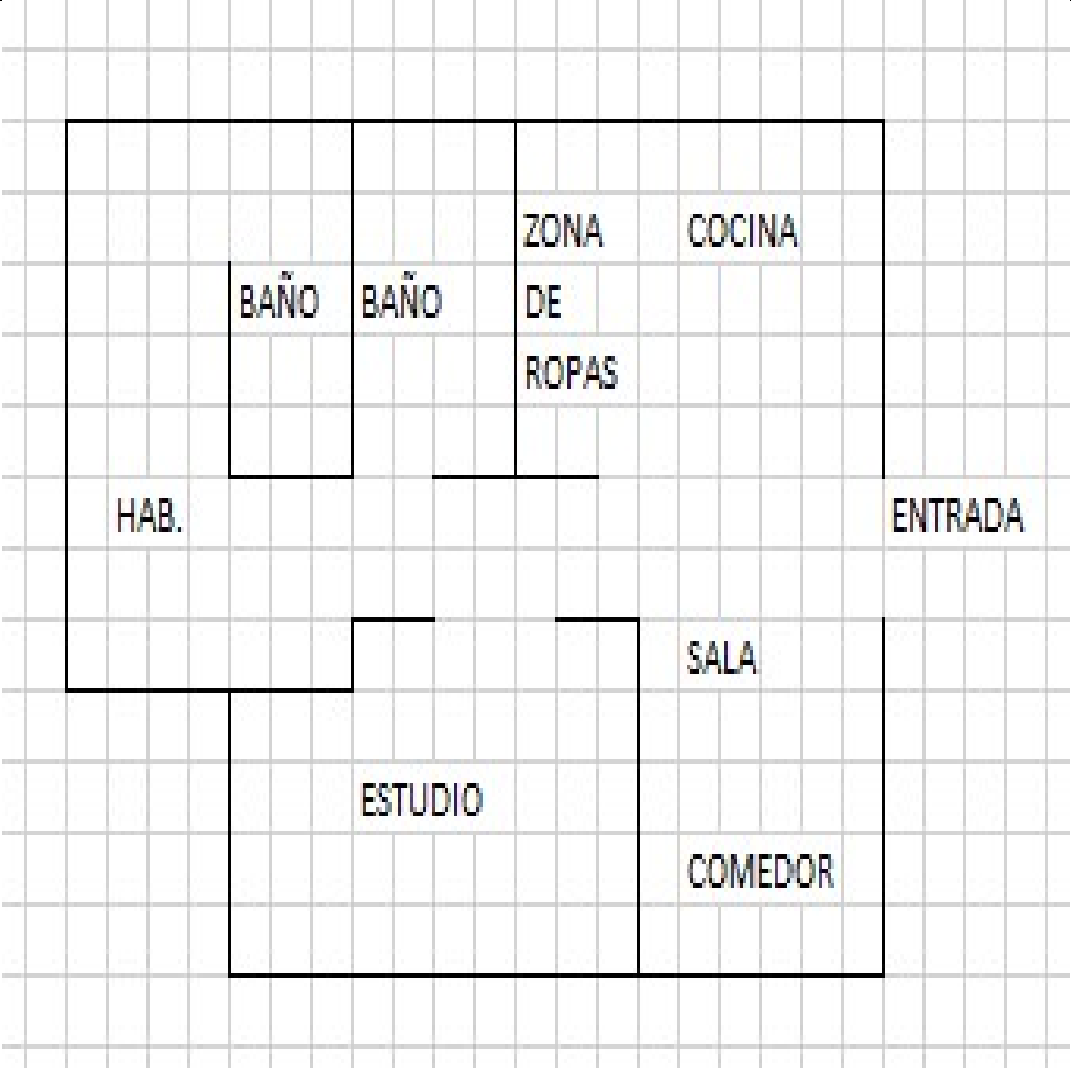 ZONA COCINA
BAÑO BAÑO DE
ROPAS
HAB. ENTRADA
SALA
ESTUDIO
COMEDOR